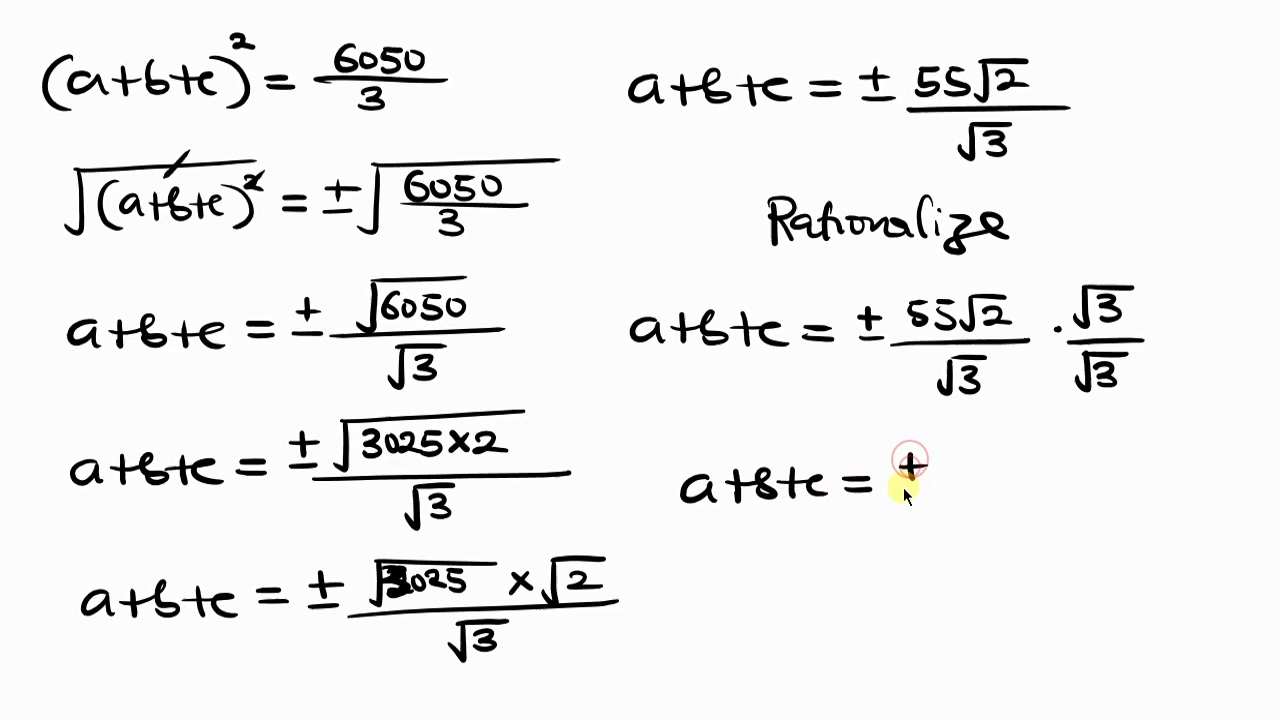 (a+b+c)² = 6050/3
√(a+b+c)² = ±√6050/3
a+b+c = ± √6050/√3
a+b+c = ± √3025×2/√3
a+b+c = ± √3025 × √2/√3
a+b+c = ± 55√2/√3
Rationalize
a+b+c = ± 55√2/√3 · √3/√3
a+b+c = +